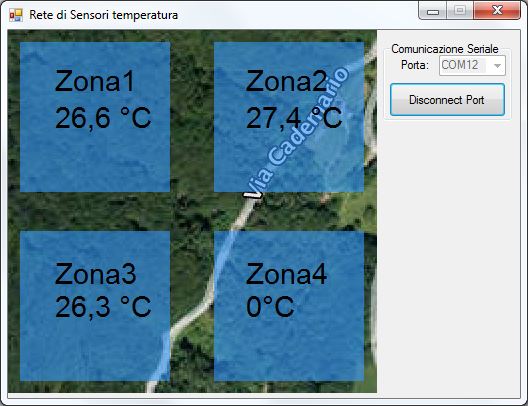 Rete di Sensori temperatura
Zona1
26,6 °C
Zona2
27,4 °C
Via Cademario
Zona3
26,3 °C
Zona4
0°C
Comunicazione Seriale
Porta: COM12
Disconnect Port